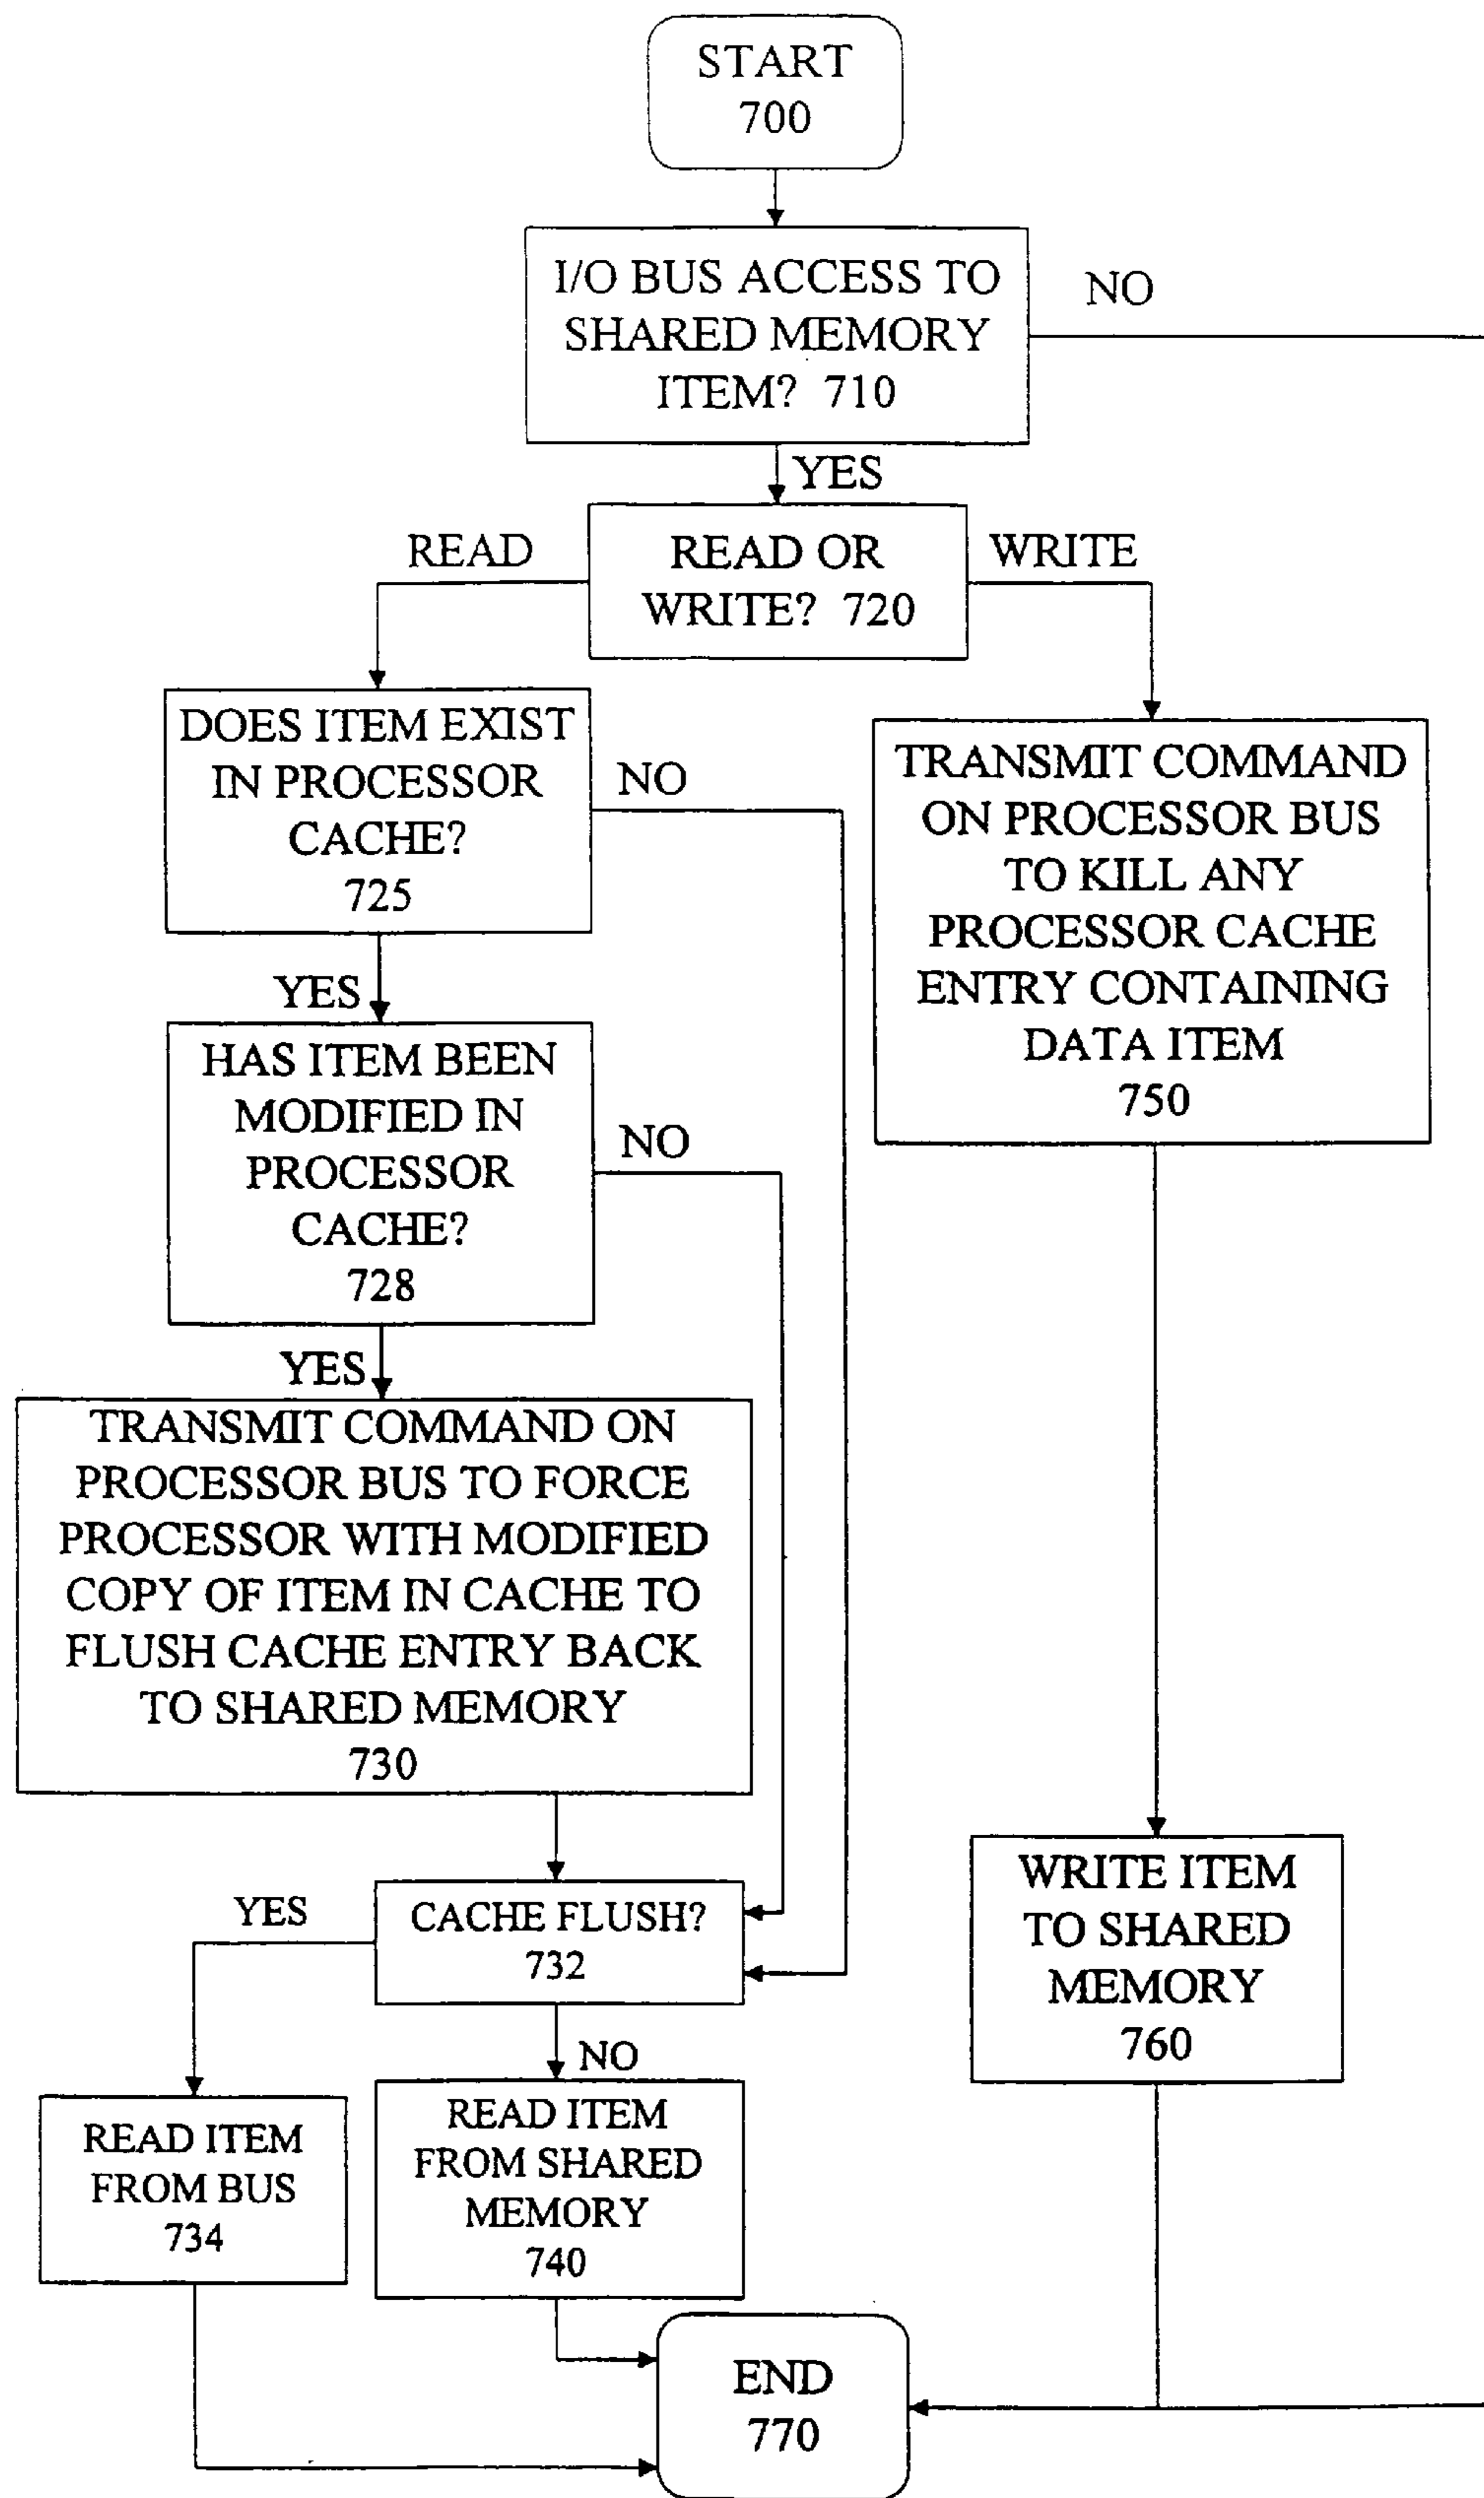 START
700
I/O BUS ACCESS TO
SHARED MEMORY
ITEM? 710
NO
YES
READ
READ OR
WRITE? 720
WRITE
DOES ITEM EXIST
IN PROCESSOR
CACHE?
725
NO
YES
TRANSMIT COMMAND
ON PROCESSOR BUS
TO KILL ANY
PROCESSOR CACHE
ENTRY CONTAINING
DATA ITEM
750
HAS ITEM BEEN
MODIFIED IN
PROCESSOR
CACHE?
728
NO
YES
TRANSMIT COMMAND ON
PROCESSOR BUS TO FORCE
PROCESSOR WITH MODIFIED
COPY OF ITEM IN CACHE TO
FLUSH CACHE ENTRY BACK
TO SHARED MEMORY
730
YES
CACHE FLUSH?
732
NO
WRITE ITEM
TO SHARED
MEMORY
760
READ ITEM
FROM BUS
734
READ ITEM
FROM SHARED
MEMORY
740
END
770